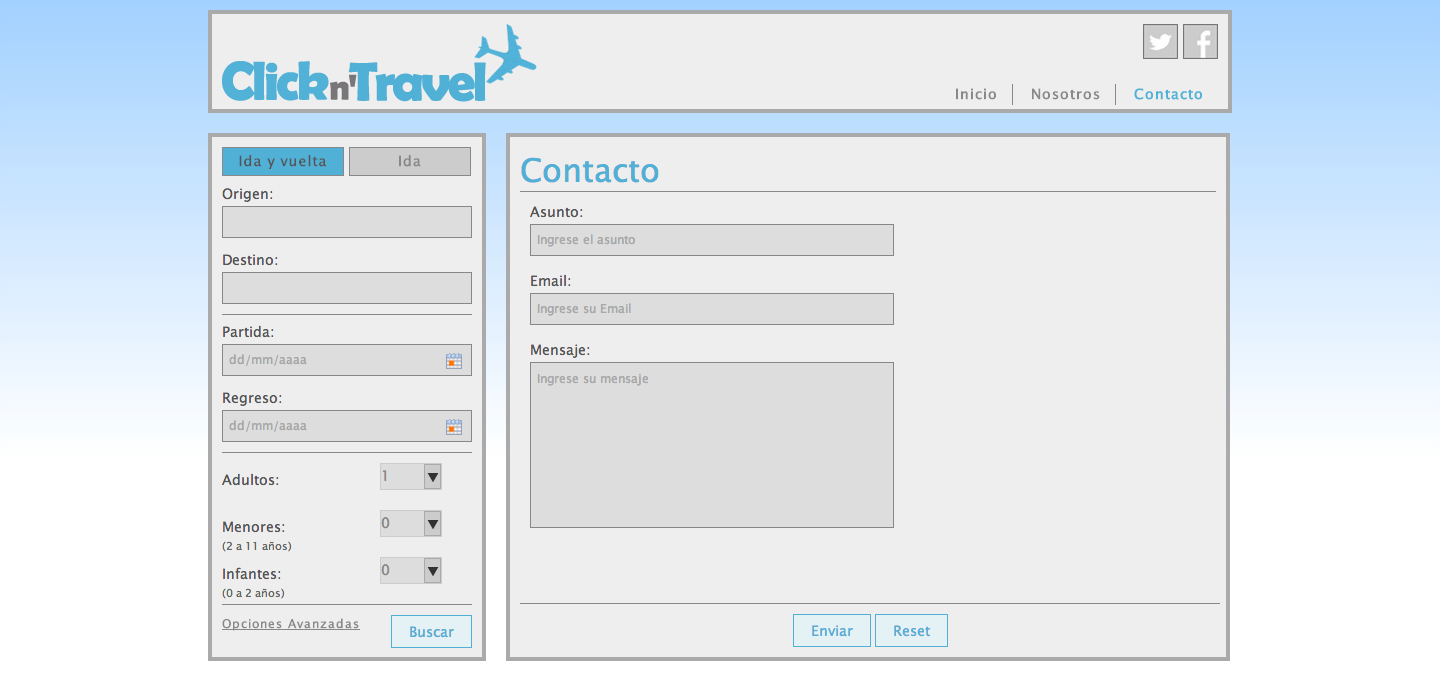 Click n' Travel
Inicio
Nosotros
Contacto
Ida y vuelta
Ida
Origen:
Destino:
Partida:
dd/mm/aaaa
Regreso:
dd/mm/aaaa
Adultos:
1
Menores:
0
(2 a 11 años)
Infantes:
0
(0 a 2 años)
Opciones Avanzadas
Buscar
Contacto
Asunto:
Ingrese el asunto
Email:
Ingrese su Email
Mensaje:
Ingrese su mensaje
Enviar
Reset